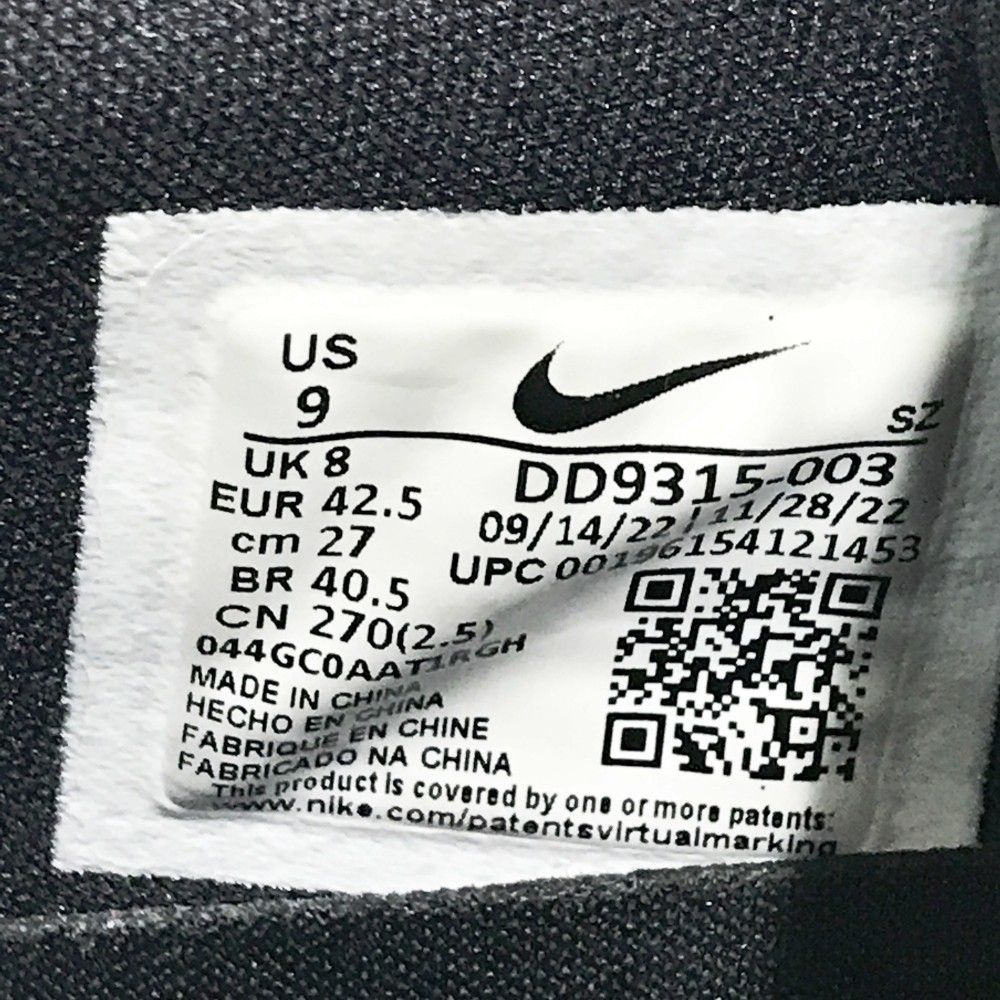 US
9
SZ
UK 8
EUR 42.5
cm 27
BR 40.5
CN 270(2.5)
DD9315-003
09/14/22 / 11/28/22
UPC 00196154121453
044GC0AAT1RGH
MADE IN CHINA
HECHO EN CHINA
FABRIQUE EN CHINE
FABRICADO NA CHINA
This product is covered by one or more patents:
www.nike.com/patentsvirtualmarking